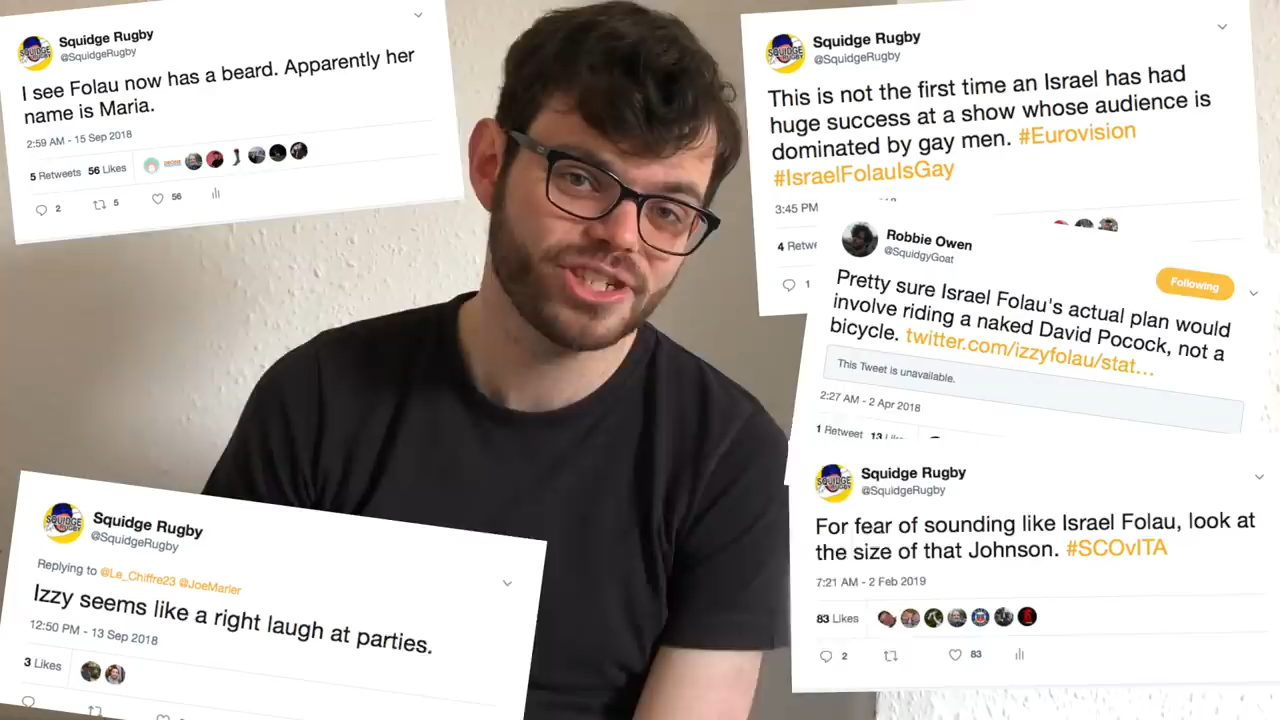 Squidge Rugby
@SquidgeRugby
I see Folau now has a beard. Apparently her
name is Maria.
2:59 AM - 15 Sep 2018
5 Retweets 56 Likes
2 5 56
Squidge Rugby
@SquidgeRugby
This is not the first time an Israel has had
huge success at a show whose audience is
dominated by gay men. #Eurovision
#IsraelFolauIsGay
3:45 PM
4 Retwe
1
Robbie Owen
@SquidgyGoat
Following
Pretty sure Israel Folau's actual plan would
involve riding a naked David Pocock, not a
bicycle. twitter.com/izzyfolau/stat...
This Tweet is unavailable.
2:27 AM - 2 Apr 2018
1 Retweet 13
Squidge Rugby
@SquidgeRugby
Replying to @Le_Chiffre23 @JoeMarler
Izzy seems like a right laugh at parties.
12:50 PM - 13 Sep 2018
3 Likes
Squidge Rugby
@SquidgeRugby
For fear of sounding like Israel Folau, look at
the size of that Johnson. #SCOvITA
7:21 AM - 2 Feb 2019
83 Likes
2 83